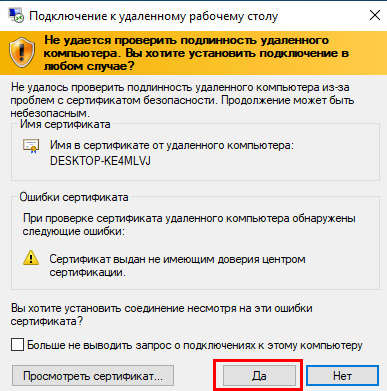 Подключение к удаленному рабочему столу
Не удается проверить подлинность удаленного
компьютера. Вы хотите установить подключение в
любом случае?
Не удалось проверить подлинность удаленного компьютера из-за
проблем с сертификатом безопасности. Продолжение может быть
небезопасным.
Имя сертификата
Имя в сертификате от удаленного компьютера:
DESKTOP-KE4MLVJ
Ошибки сертификата
При проверке сертификата удаленного компьютера обнаружены
следующие ошибки:
Сертификат выдан не имеющим доверия центром
сертификации.
Вы хотите установить соединение несмотря на эти ошибки
сертификата?
Больше не выводить запрос о подключениях к этому компьютеру
Просмотреть сертификат... Да Нет